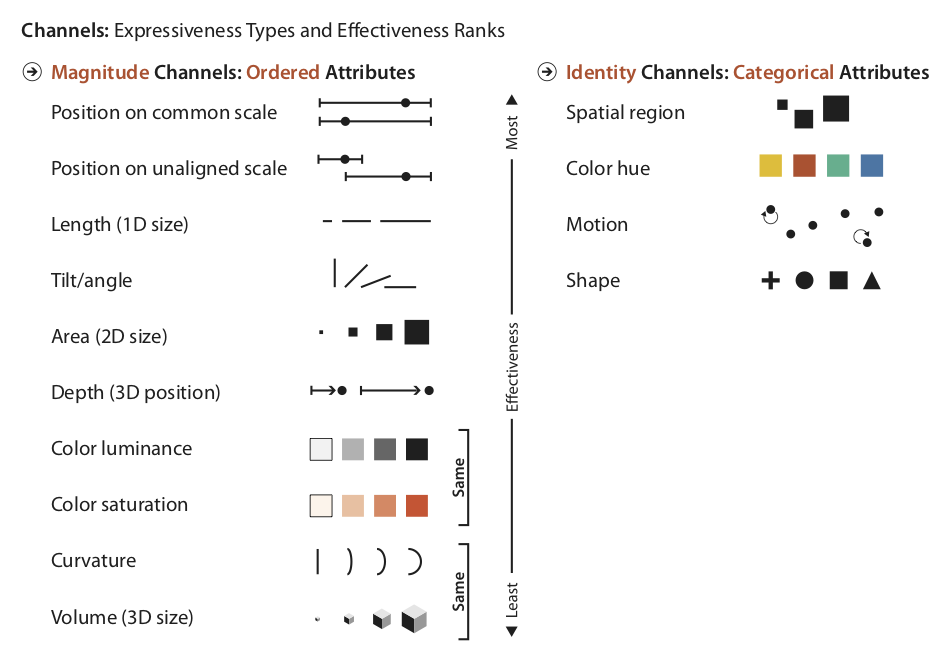 Channels: Expressiveness Types and Effectiveness Ranks
Magnitude Channels: Ordered Attributes
Position on common scale
Position on unaligned scale
Length (1D size)
Tilt/angle
Area (2D size)
Depth (3D position)
Color luminance
Color saturation
Curvature
Volume (3D size)
Same
Same
Most
Effectiveness
Least
Identity Channels: Categorical Attributes
Spatial region
Color hue
Motion
Shape